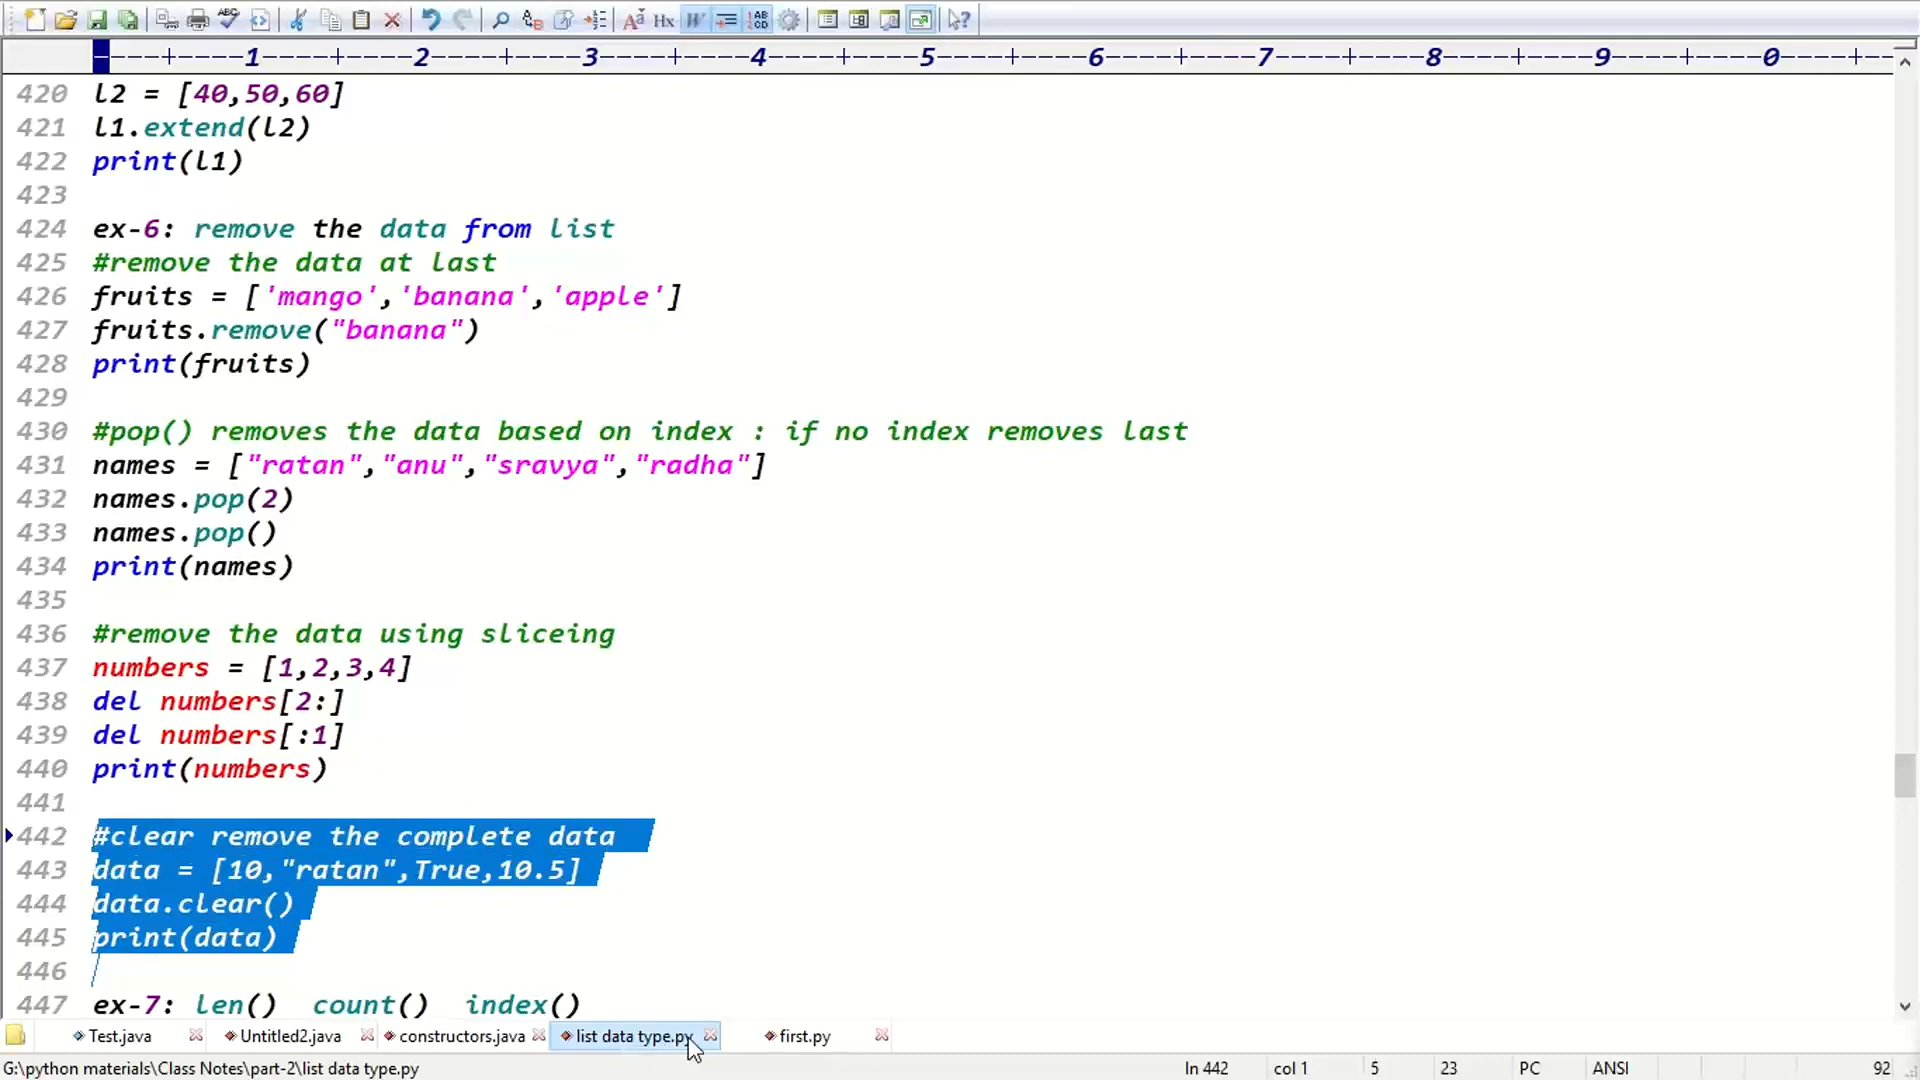 ----+----1----+----2----+----3----+----4----+----5----+----6----+----7----+----8----+----9----+----0----+--
420 l2 = [40,50,60]
421 l1.extend(l2)
422 print(l1)
423
424 ex-6: remove the data from list
425 #remove the data at last
426 fruits = ['mango','banana','apple']
427 fruits.remove("banana")
428 print(fruits)
429
430 #pop() removes the data based on index : if no index removes last
431 names = ["ratan","anu","sravya","radha"]
432 names.pop(2)
433 names.pop()
434 print(names)
435
436 #remove the data using sliceing
437 numbers = [1,2,3,4]
438 del numbers[2:]
439 del numbers[:1]
440 print(numbers)
441
442 #clear remove the complete data
443 data = [10,"ratan",True,10.5]
444 data.clear()
445 print(data)
446
447 ex-7: len()  count()  index()
Test.java Untitled2.java constructors.java list data type.py first.py
G:\python materials\Class Notes\part-2\list data type.py Ln 442 col 1 5 23 PC ANSI 92